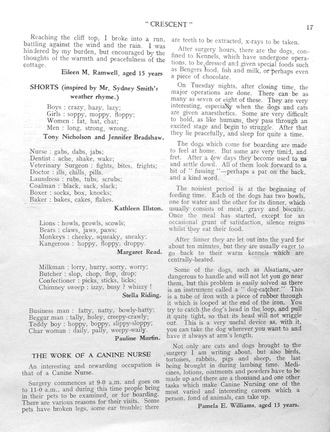 " CRESCENT "
17
Reaching the cliff top, I broke into a run,
battling against the wind and the rain. I was
hindered by my burden, but encouraged by the
thoughts of the warmth and peacefulness of the
cottage.
Eileen M. Ramwell, aged 15 years
SHORTS (inspired by Mr. Sydney Smith's
weather rhyme.)
Boys : crazy, hazy, lazy;
Girls : soppy, moppy, floppy;
Women : fat, hat, chat;
Men : long, strong, wrong.
Tony Nicholson and Jennifer Bradshaw.
Nurse : gabs, dabs, jabs;
Dentist : ache, shake, wake;
Veterinary Surgeon : fights, bites, frights;
Doctor : ills, chills, pills.
Laundress : rubs, tubs, scrubs;
Coalman : black, sack, slack;
Boxer : socks, box, knocks;
Baker : bakes, cakes, flakes.
Kathleen Illston.
Lions : howls, prowls, scowls;
Bears : claws, jaws, paws;
Monkeys : cheeky, squeaky, sneaky;
Kangeroos : hoppy, floppy, droppy.
Margaret Read.
Milkman : lorry, hurry, sorry, worry;
Butcher : slop, chop, flop, drop;
Confectioner : picks, sticks, licks;
Chimney sweep : izzy, busy? whizzy!
Stella Riding.
Business man : fatty, natty, bowly-hatty;
Beggar man : tally, holey, creepy-crawly;
Teddy boy : hoppy, boppy, slippy-sloppy;
Char woman : daily, paily, weepy-waily.
Pauline Martin.
THE WORK OF A CANINE NURSE
An interesting and rewarding occupation is
that of a Canine Nurse.
Surgery commences at 9-0 a.m. and goes on
to 11-0 a.m., and during this time people bring
in their pets to be examined, or for boarding.
There are various reasons for their visits. Some
pets have broken legs, some ear trouble; there
are teeth to be extracted, x-rays to be taken.
After surgery hours, there are the dogs, con-
fined to Kennels, which have undergone opera-
tions, to be dressed and given special foods such
as Bengers food, fish and milk, or perhaps even
a piece of chocolate.
On Tuesday nights, after closing time, the
major operations are done. There can be as
many as seven or eight of these. They are very
interesting, especially when the dogs and cats
are given anaesthetics. Some are very difficult
to hold, as like humans, they pass through an
excited stage and begin to struggle. After that
they lie peacefully, and sleep for quite a time.
The dogs which come for boarding are made
to feel at home. But some are very timid, and
fret. After a few days they become used to us
and settle down. All of them look forward to a
bit of " fussing "—perhaps a pat on the back,
and a kind word.
The noisiest period is at the beginning of
feeding time. Each of the dogs has two bowls,
one for water and the other for its dinner, which
usually consists of meat, gravy and biscuits.
Once the meal has started, except for an
occasional grunt of satisfaction, silence reigns
whilst they eat their food.
After dinner they are let out into the yard for
about ten minutes, but they are usually eager to
go back to their warm kennels which are
centrally-heated.
Some of the dogs, such as Alsatians, are
dangerous to handle and will not let you go near
them, but this problem is easily solved as there
is an instrument called a " dog-catcher." This
is a tube of iron with a piece of rubber through
it which is looped at the end of the iron. You
try to catch the dog's head in the loop, and pull
it quite tight, so that its head will not wriggle
out. This is a very useful device as, with it,
you can take the dog wherever you want to and
have it always at arm's length.
Not only are cats and dogs brought to the
surgery I am writing about, but also birds,
tortoises, rabbits, pigs and sheep, the last
being brought in during lambing time. Medi-
cines, lotions, ointments and powders have to be
made up and there are a thousand and one other
tasks which make Canine Nursing one of the
most varied and interesting careers which a
person, fond of animals, can take up.
Pamela E. Williams, aged 15 years.